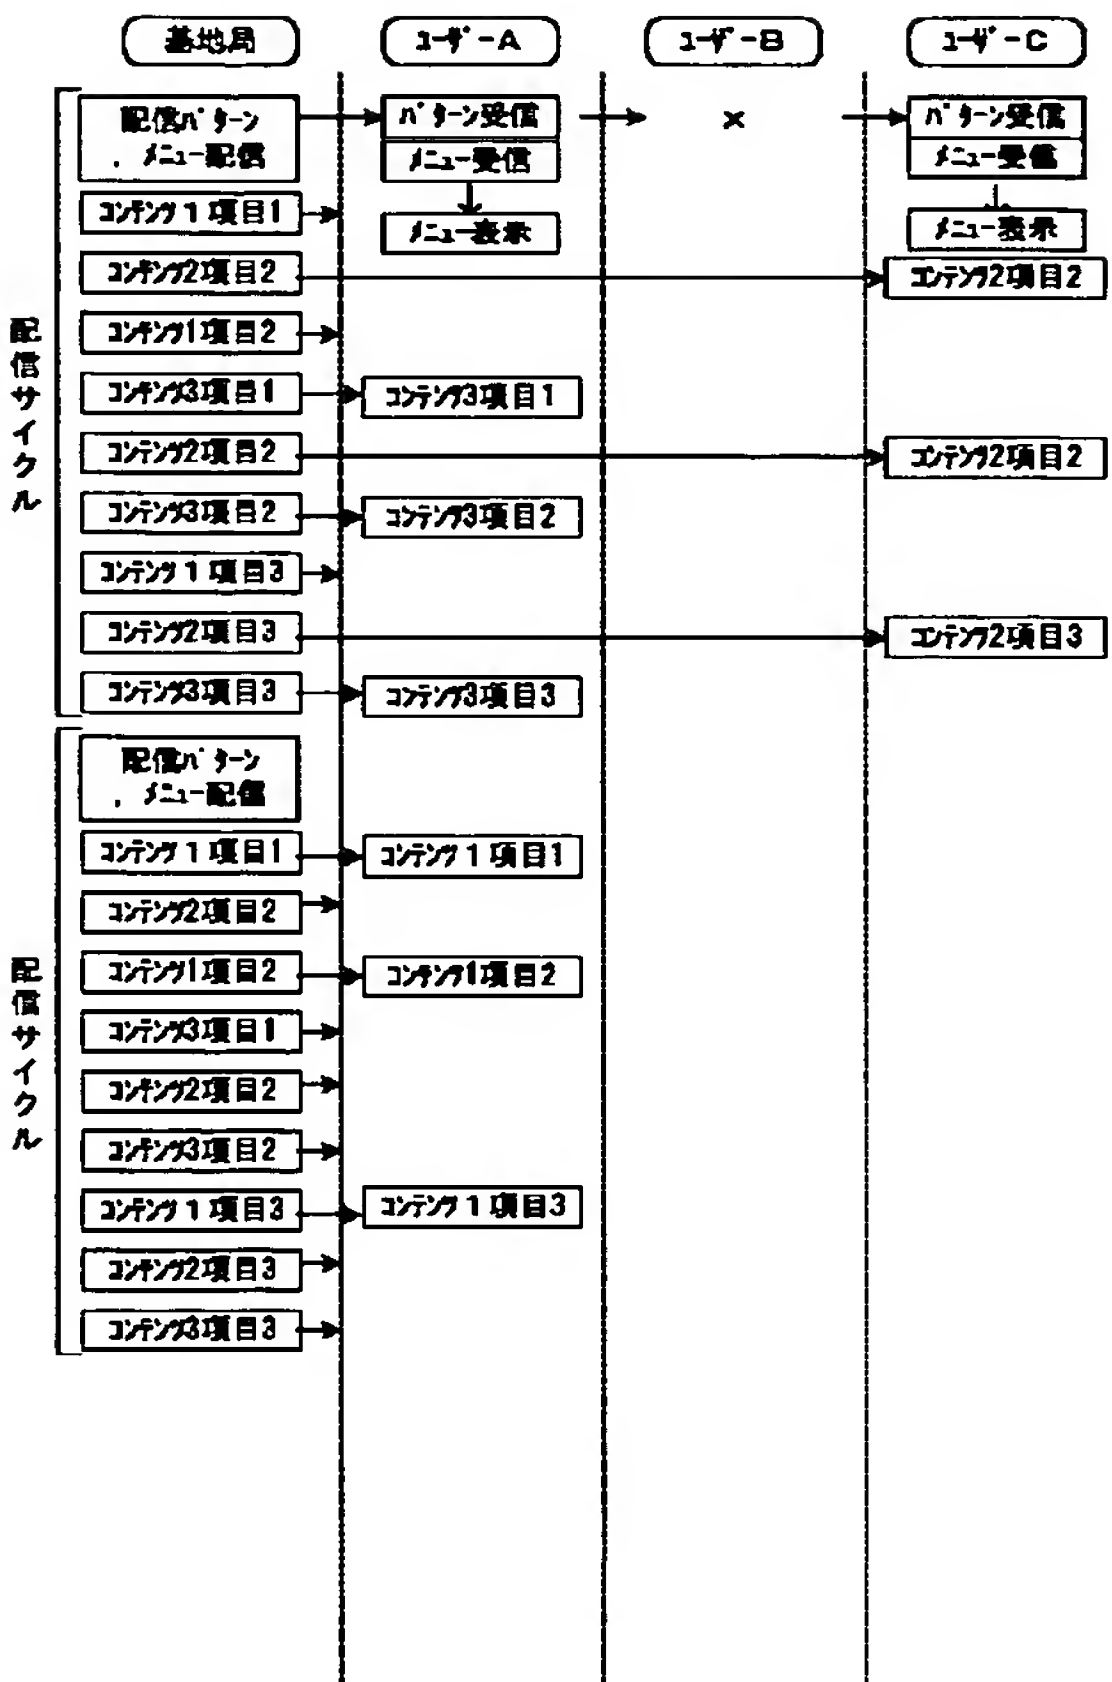 基地局
ユーザーA
ユーザーB
ユーザーC
配信サイクル
配信パターン
，メニュー配信
パターン受信
メニュー受信
メニュー表示
×
パターン受信
メニュー受信
メニュー表示
コンテンツ1項目1
コンテンツ2項目2
コンテンツ2項目2
コンテンツ1項目2
コンテンツ3項目1
コンテンツ3項目1
コンテンツ2項目2
コンテンツ2項目2
コンテンツ3項目2
コンテンツ3項目2
コンテンツ1項目3
コンテンツ2項目3
コンテンツ2項目3
コンテンツ3項目3
コンテンツ3項目3
配信サイクル
配信パターン
，メニュー配信
コンテンツ1項目1
コンテンツ1項目1
コンテンツ2項目2
コンテンツ1項目2
コンテンツ1項目2
コンテンツ3項目1
コンテンツ2項目2
コンテンツ3項目2
コンテンツ1項目3
コンテンツ1項目3
コンテンツ2項目3
コンテンツ3項目3